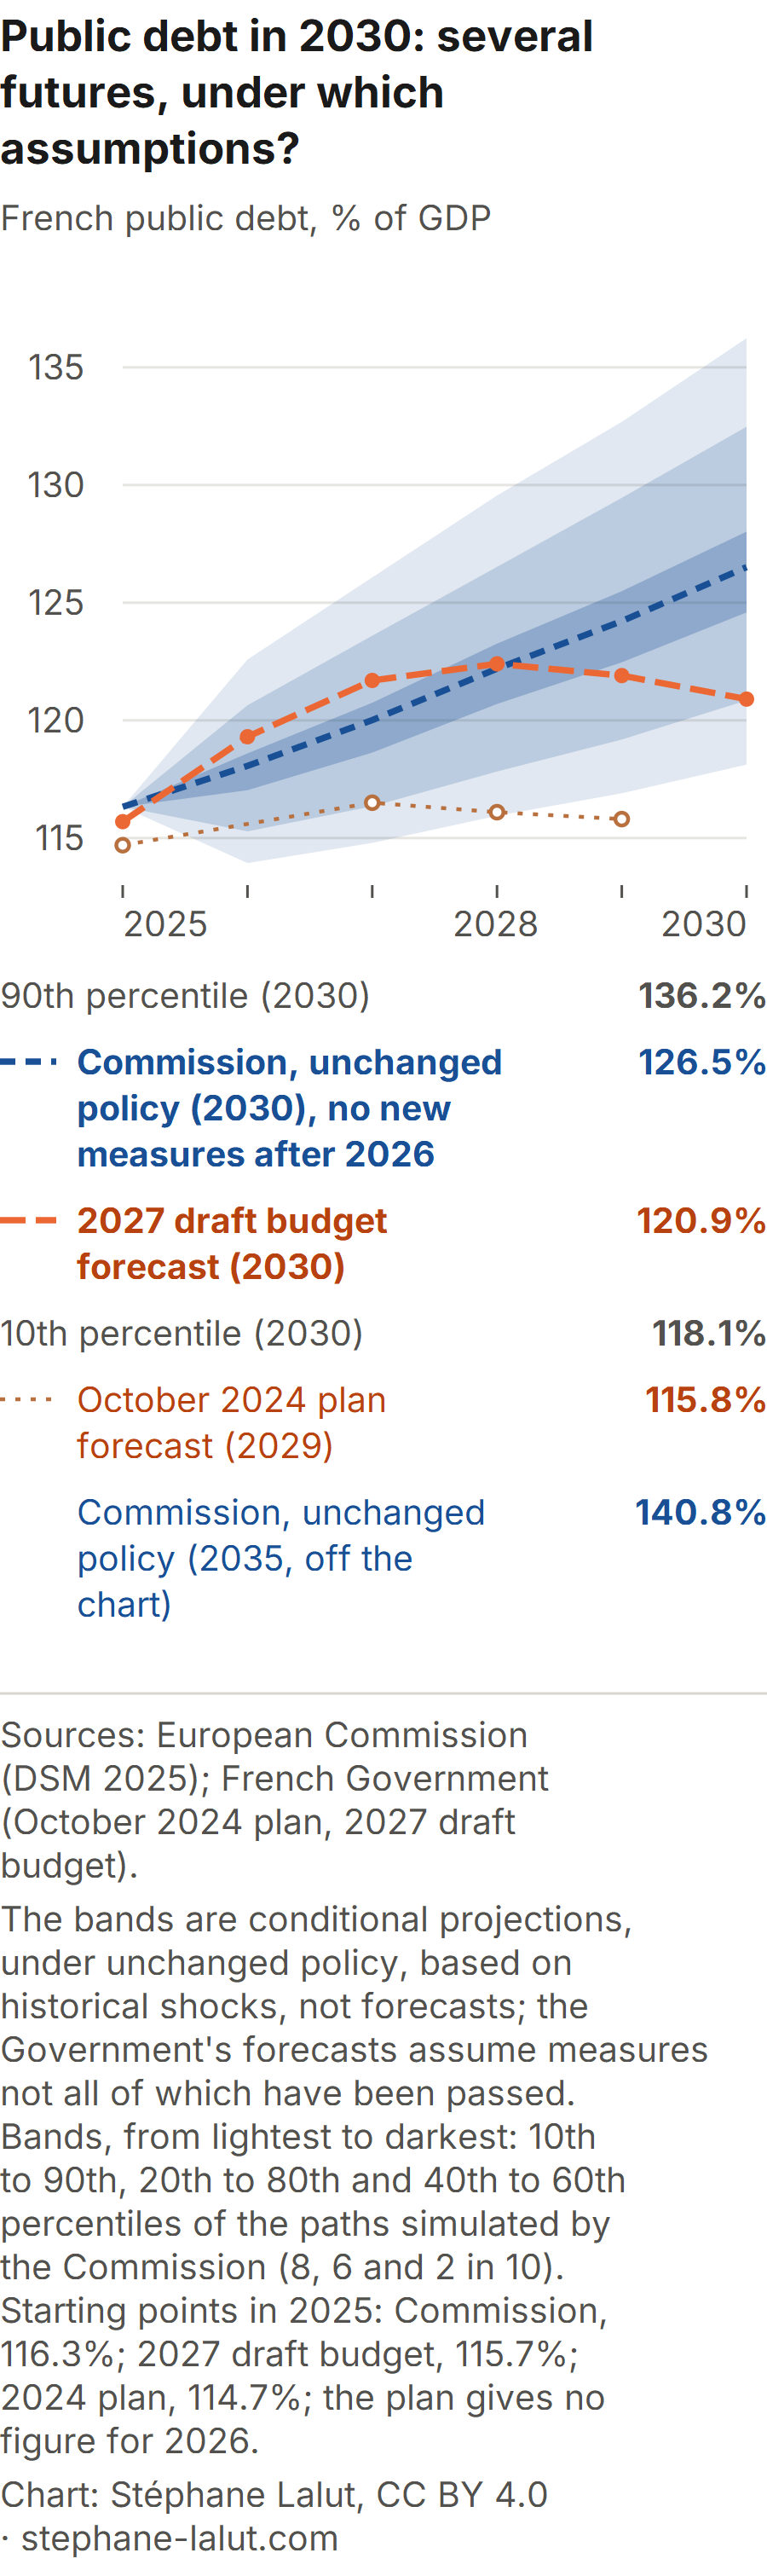 Public debt in 2030: several
futures, under which
assumptions?
French public debt, % of GDP
135
130
125
120
115
2025 2028 2030
90th percentile (2030) 136.2%
Commission, unchanged 126.5%
policy (2030), no new
measures after 2026
2027 draft budget 120.9%
forecast (2030)
10th percentile (2030) 118.1%
October 2024 plan 115.8%
forecast (2029)
Commission, unchanged 140.8%
policy (2035, off the
chart)
Sources: European Commission
(DSM 2025); French Government
(October 2024 plan, 2027 draft
budget).
The bands are conditional projections,
under unchanged policy, based on
historical shocks, not forecasts; the
Government's forecasts assume measures
not all of which have been passed.
Bands, from lightest to darkest: 10th
to 90th, 20th to 80th and 40th to 60th
percentiles of the paths simulated by
the Commission (8, 6 and 2 in 10).
Starting points in 2025: Commission,
116.3%; 2027 draft budget, 115.7%;
2024 plan, 114.7%; the plan gives no
figure for 2026.
Chart: Stéphane Lalut, CC BY 4.0
· stephane-lalut.com